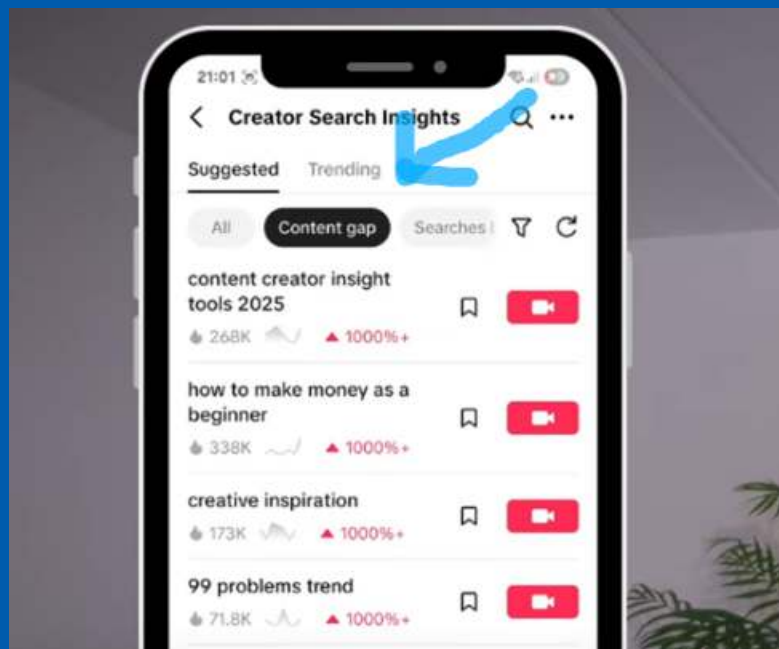 21:01
Creator Search Insights
Suggested Trending
All Content gap Searches
content creator insight
tools 2025
268K 1000%+
how to make money as a
beginner
338K 1000%+
creative inspiration
173K 1000%+
99 problems trend
71.8K 1000%+